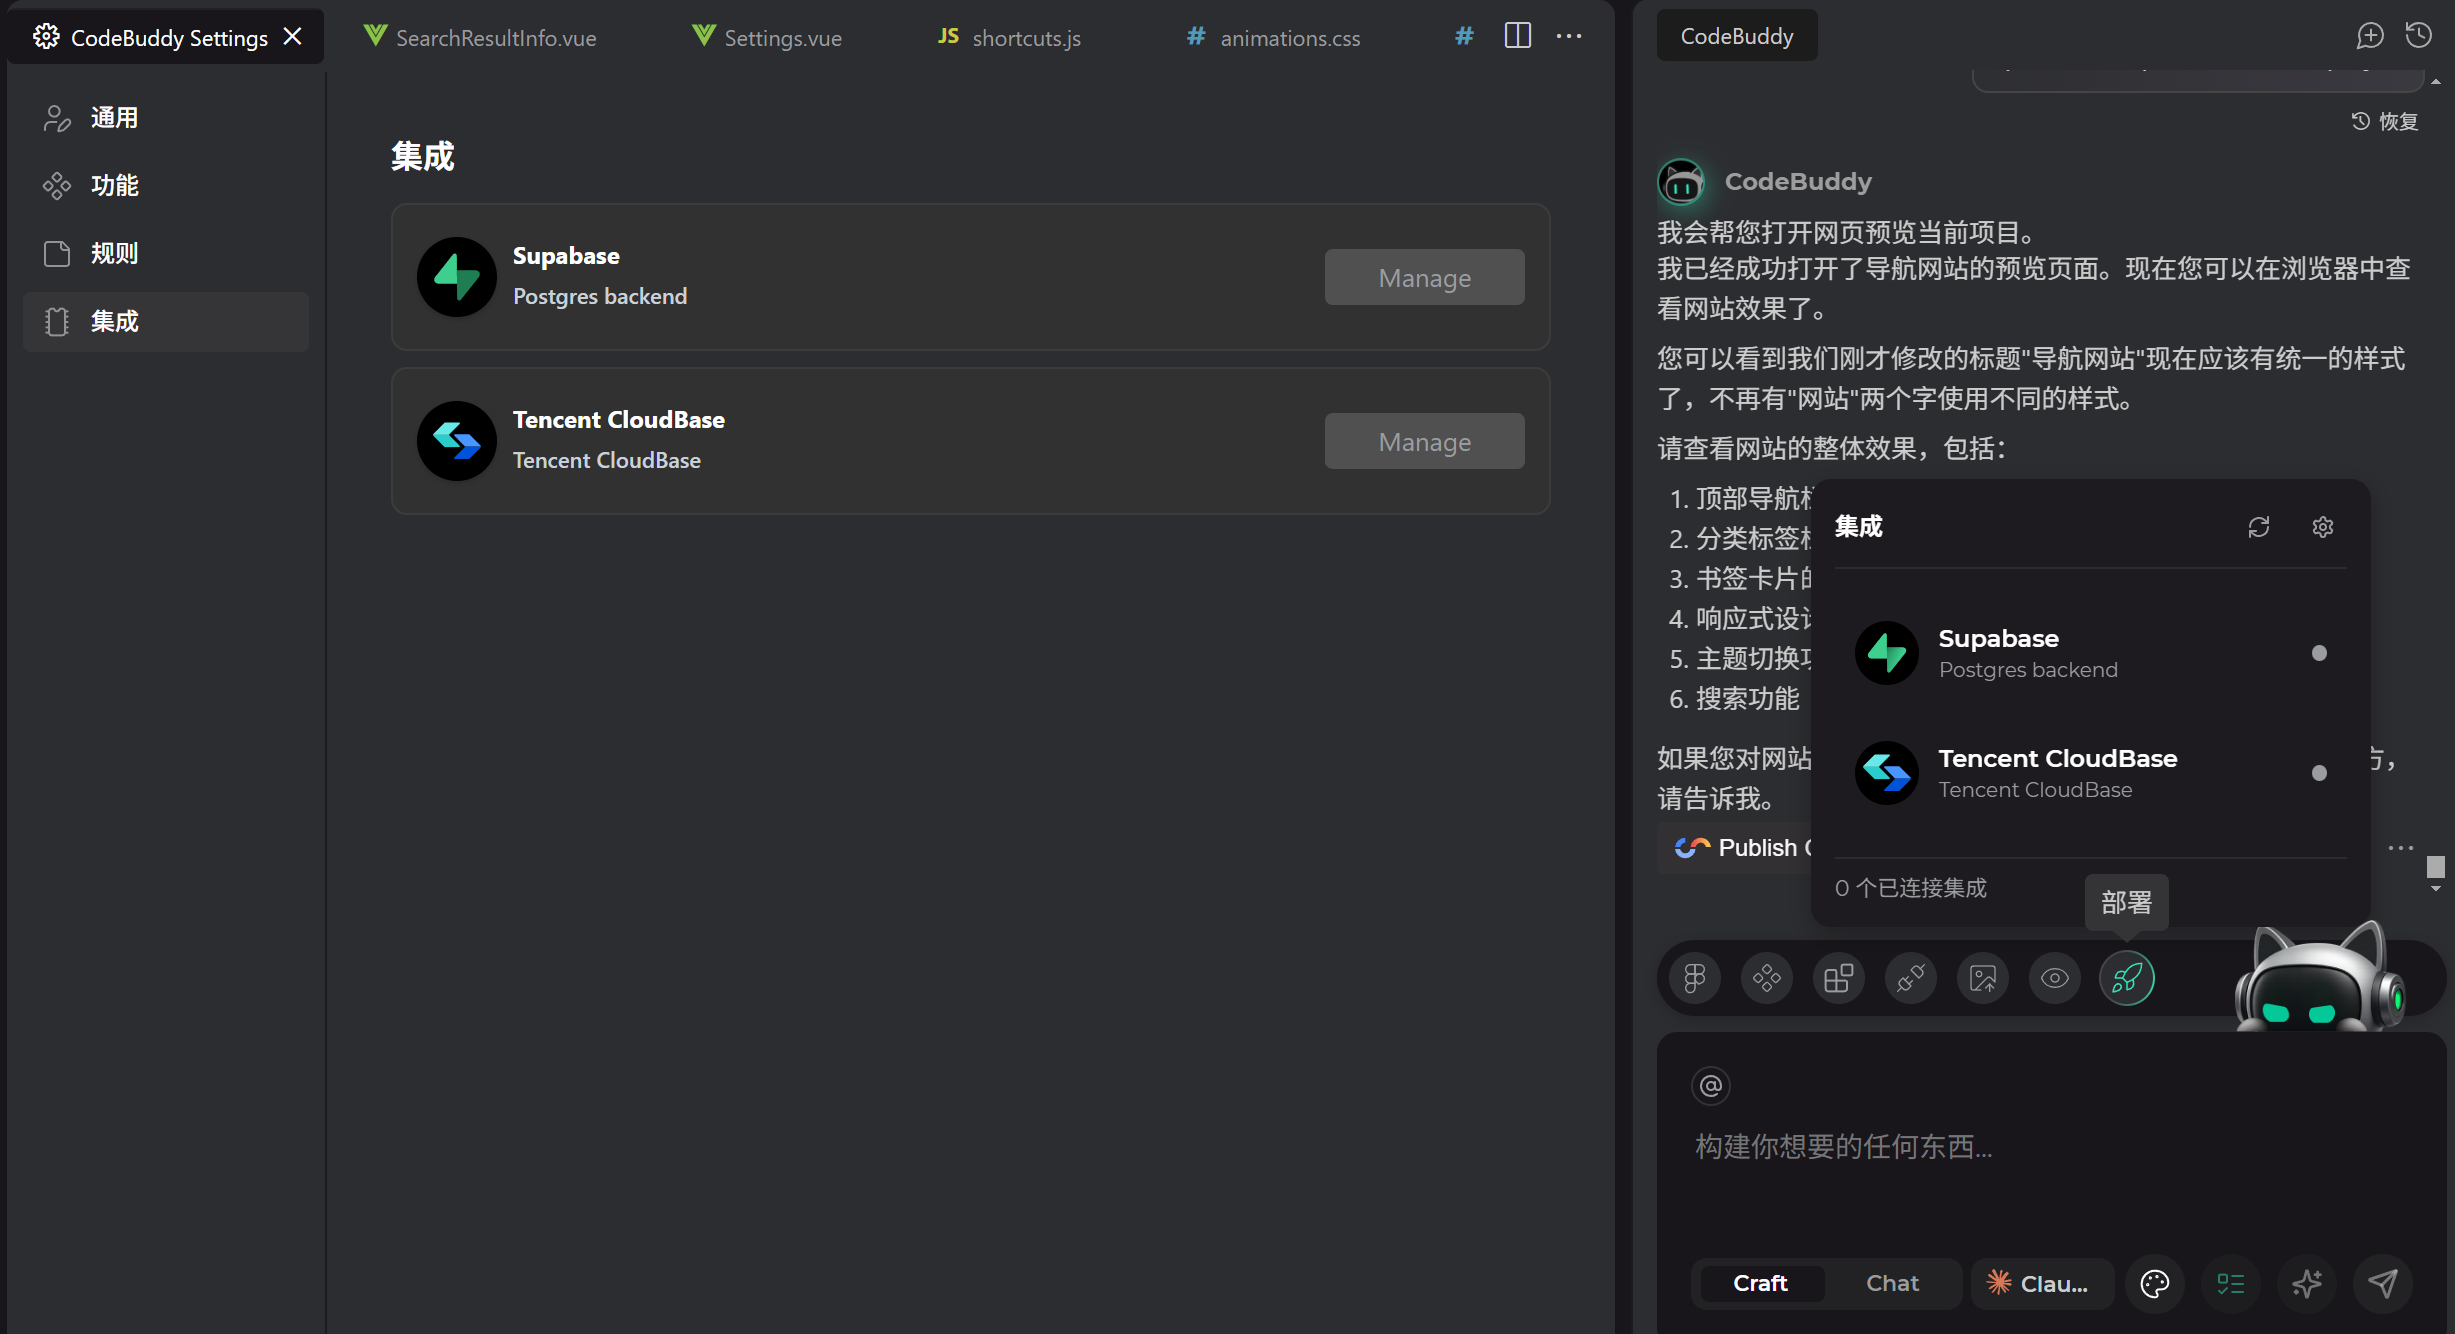 CodeBuddy Settings
SearchResultInfo.vue
Settings.vue
JS shortcuts.js
# animations.css
#
通用
功能
规则
集成
集成
Supabase
Postgres backend
Manage
Tencent CloudBase
Tencent CloudBase
Manage
CodeBuddy
恢复
CodeBuddy
我会帮您打开网页预览当前项目。
我已经成功打开了导航网站的预览页面。现在您可以在浏览器中查
看网站效果了。
您可以看到我们刚才修改的标题"导航网站"现在应该有统一的样式
了，不再有"网站"两个字使用不同的样式。
请查看网站的整体效果，包括：
1. 顶部导航
2. 分类标签
3. 书签卡片
4. 响应式设
5. 主题切换
6. 搜索功能
如果您对网站
请告诉我。
Publish
集成
Supabase
Postgres backend
Tencent CloudBase
Tencent CloudBase
0 个已连接集成
部署
@
构建你想要的任何东西...
Craft
Chat
Clau...